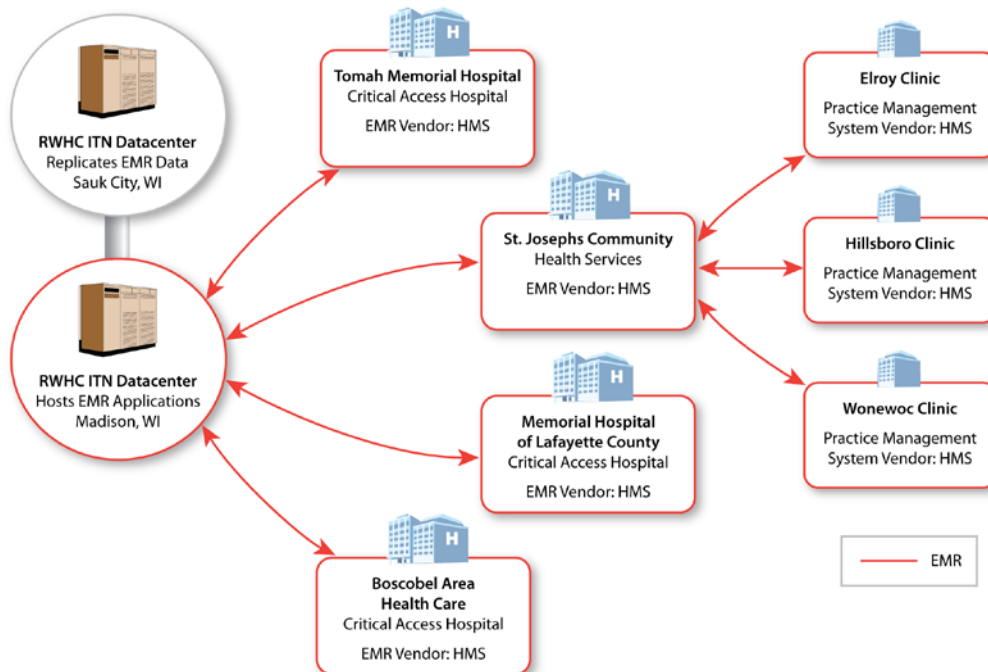 RWHC ITN Datacenter
Replicates EMR Data
Sauk City, WI
RWHC ITN Datacenter
Hosts EMR Applications
Madison, WI
H
Tomah Memorial Hospital
Critical Access Hospital
EMR Vendor: HMS
H
St. Josephs Community
Health Services
EMR Vendor: HMS
H
Memorial Hospital
of Lafayette County
Critical Access Hospital
EMR Vendor: HMS
H
Boscobel Area
Health Care
Critical Access Hospital
EMR Vendor: HMS
Elroy Clinic
Practice Management
System Vendor: HMS
Hillsboro Clinic
Practice Management
System Vendor: HMS
Wonewoc Clinic
Practice Management
System Vendor: HMS
EMR